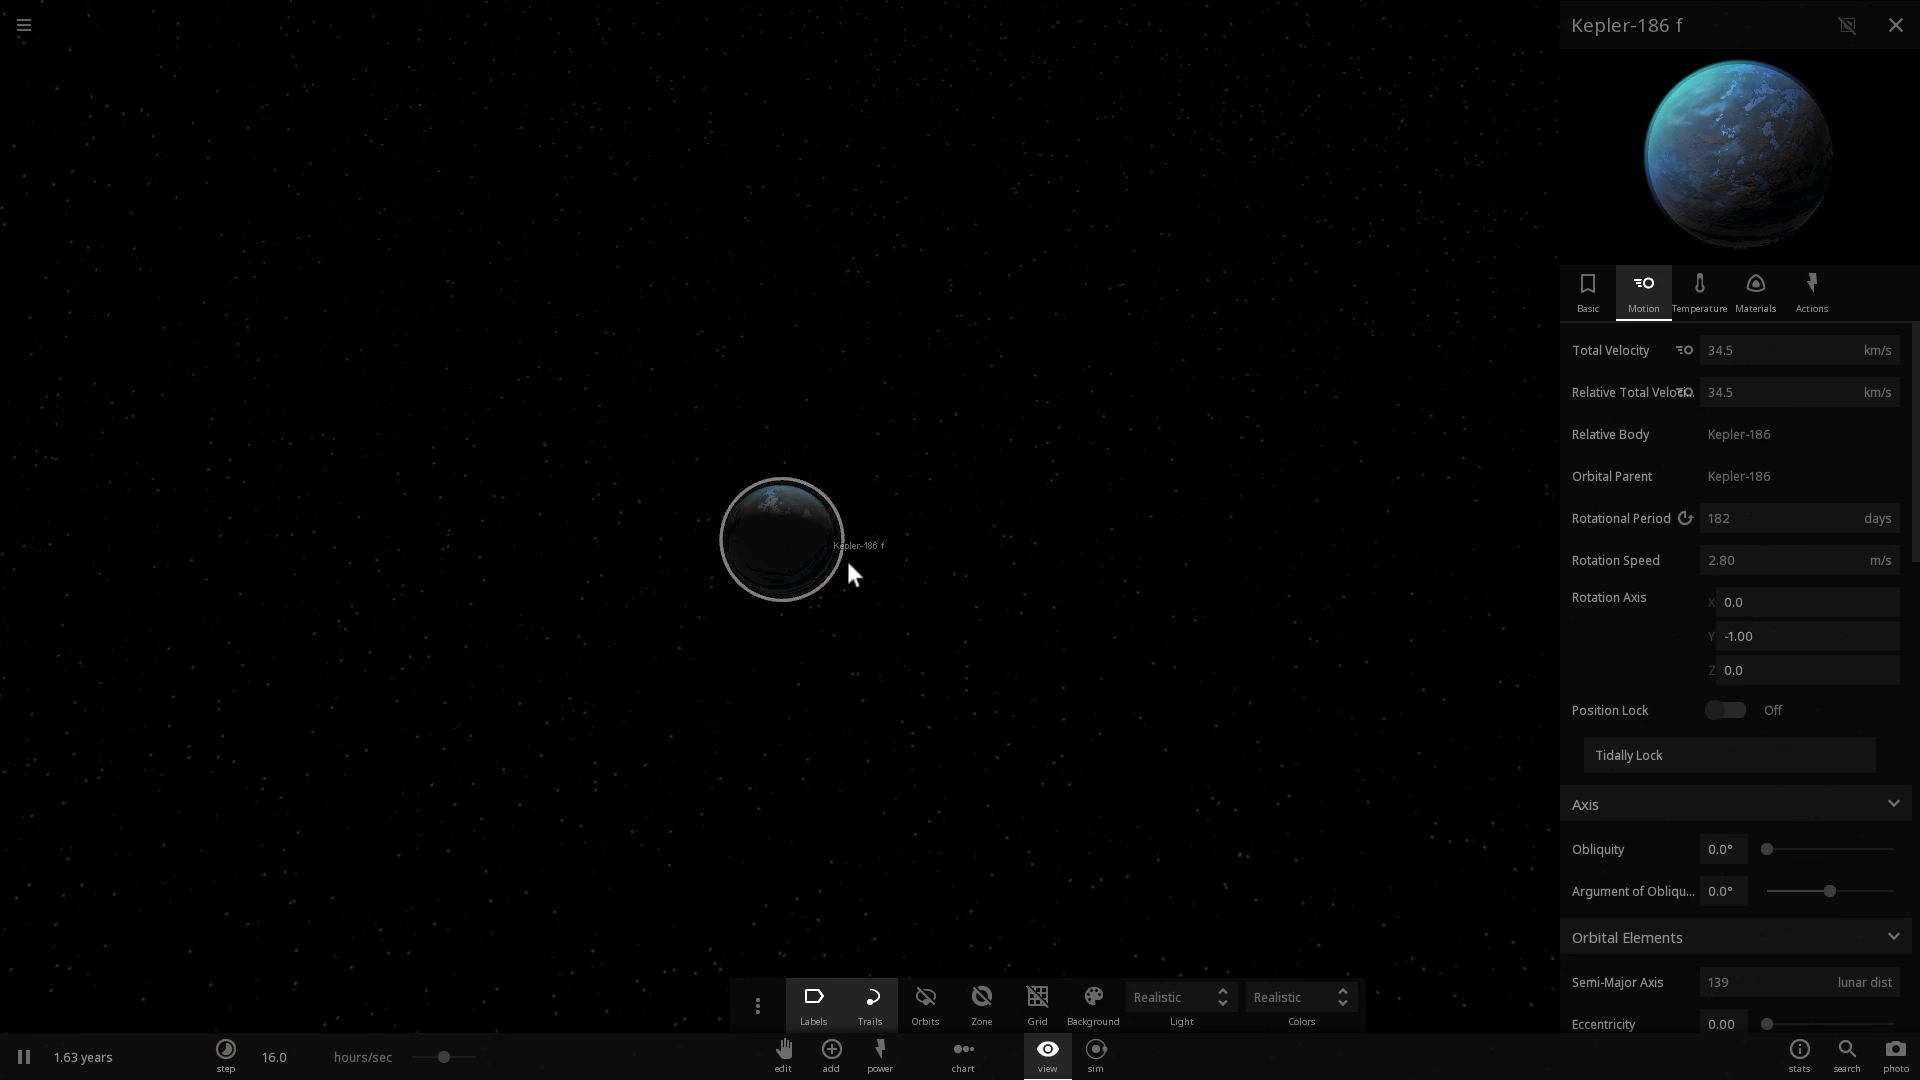 Kepler-186 f
Basic
Motion
Temperature
Materials
Actions
Total Velocity 34.5 km/s
Relative Total Veloci... 34.5 km/s
Relative Body Kepler-186
Orbital Parent Kepler-186
Rotational Period 182 days
Rotation Speed 2.80 m/s
Rotation Axis X 0.0
Y -1.00
Z 0.0
Position Lock Off
Tidally Lock
Axis
Obliquity 0.0°
Argument of Obliqu... 0.0°
Orbital Elements
Semi-Major Axis 139 lunar dist
Eccentricity 0.00
Kepler-186 f
Labels
Trails
Orbits
Zone
Grid
Background
Realistic
Light
Realistic
Colors
1.63 years
step
16.0 hours/sec
edit
add
power
chart
view
sim
stats
search
photo